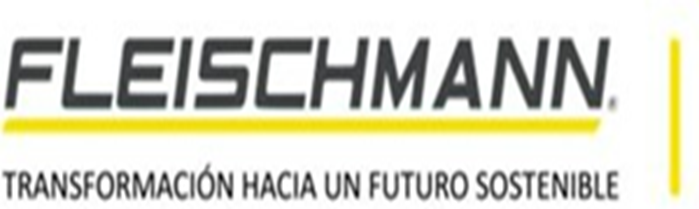 FLEISCHMANN®
TRANSFORMACIÓN HACIA UN FUTURO SOSTENIBLE